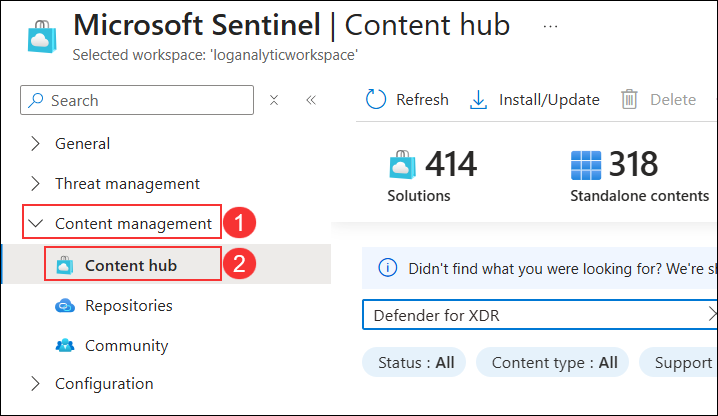 Microsoft Sentinel | Content hub ...
Selected workspace: 'loganalyticworkspace'
Search
General
Threat management
Content management 1
Content hub 2
Repositories
Community
Configuration
Refresh Install/Update Delete
414 318
Solutions Standalone contents
Didn't find what you were looking for? We're
Defender for XDR
Status : All Content type : All Support